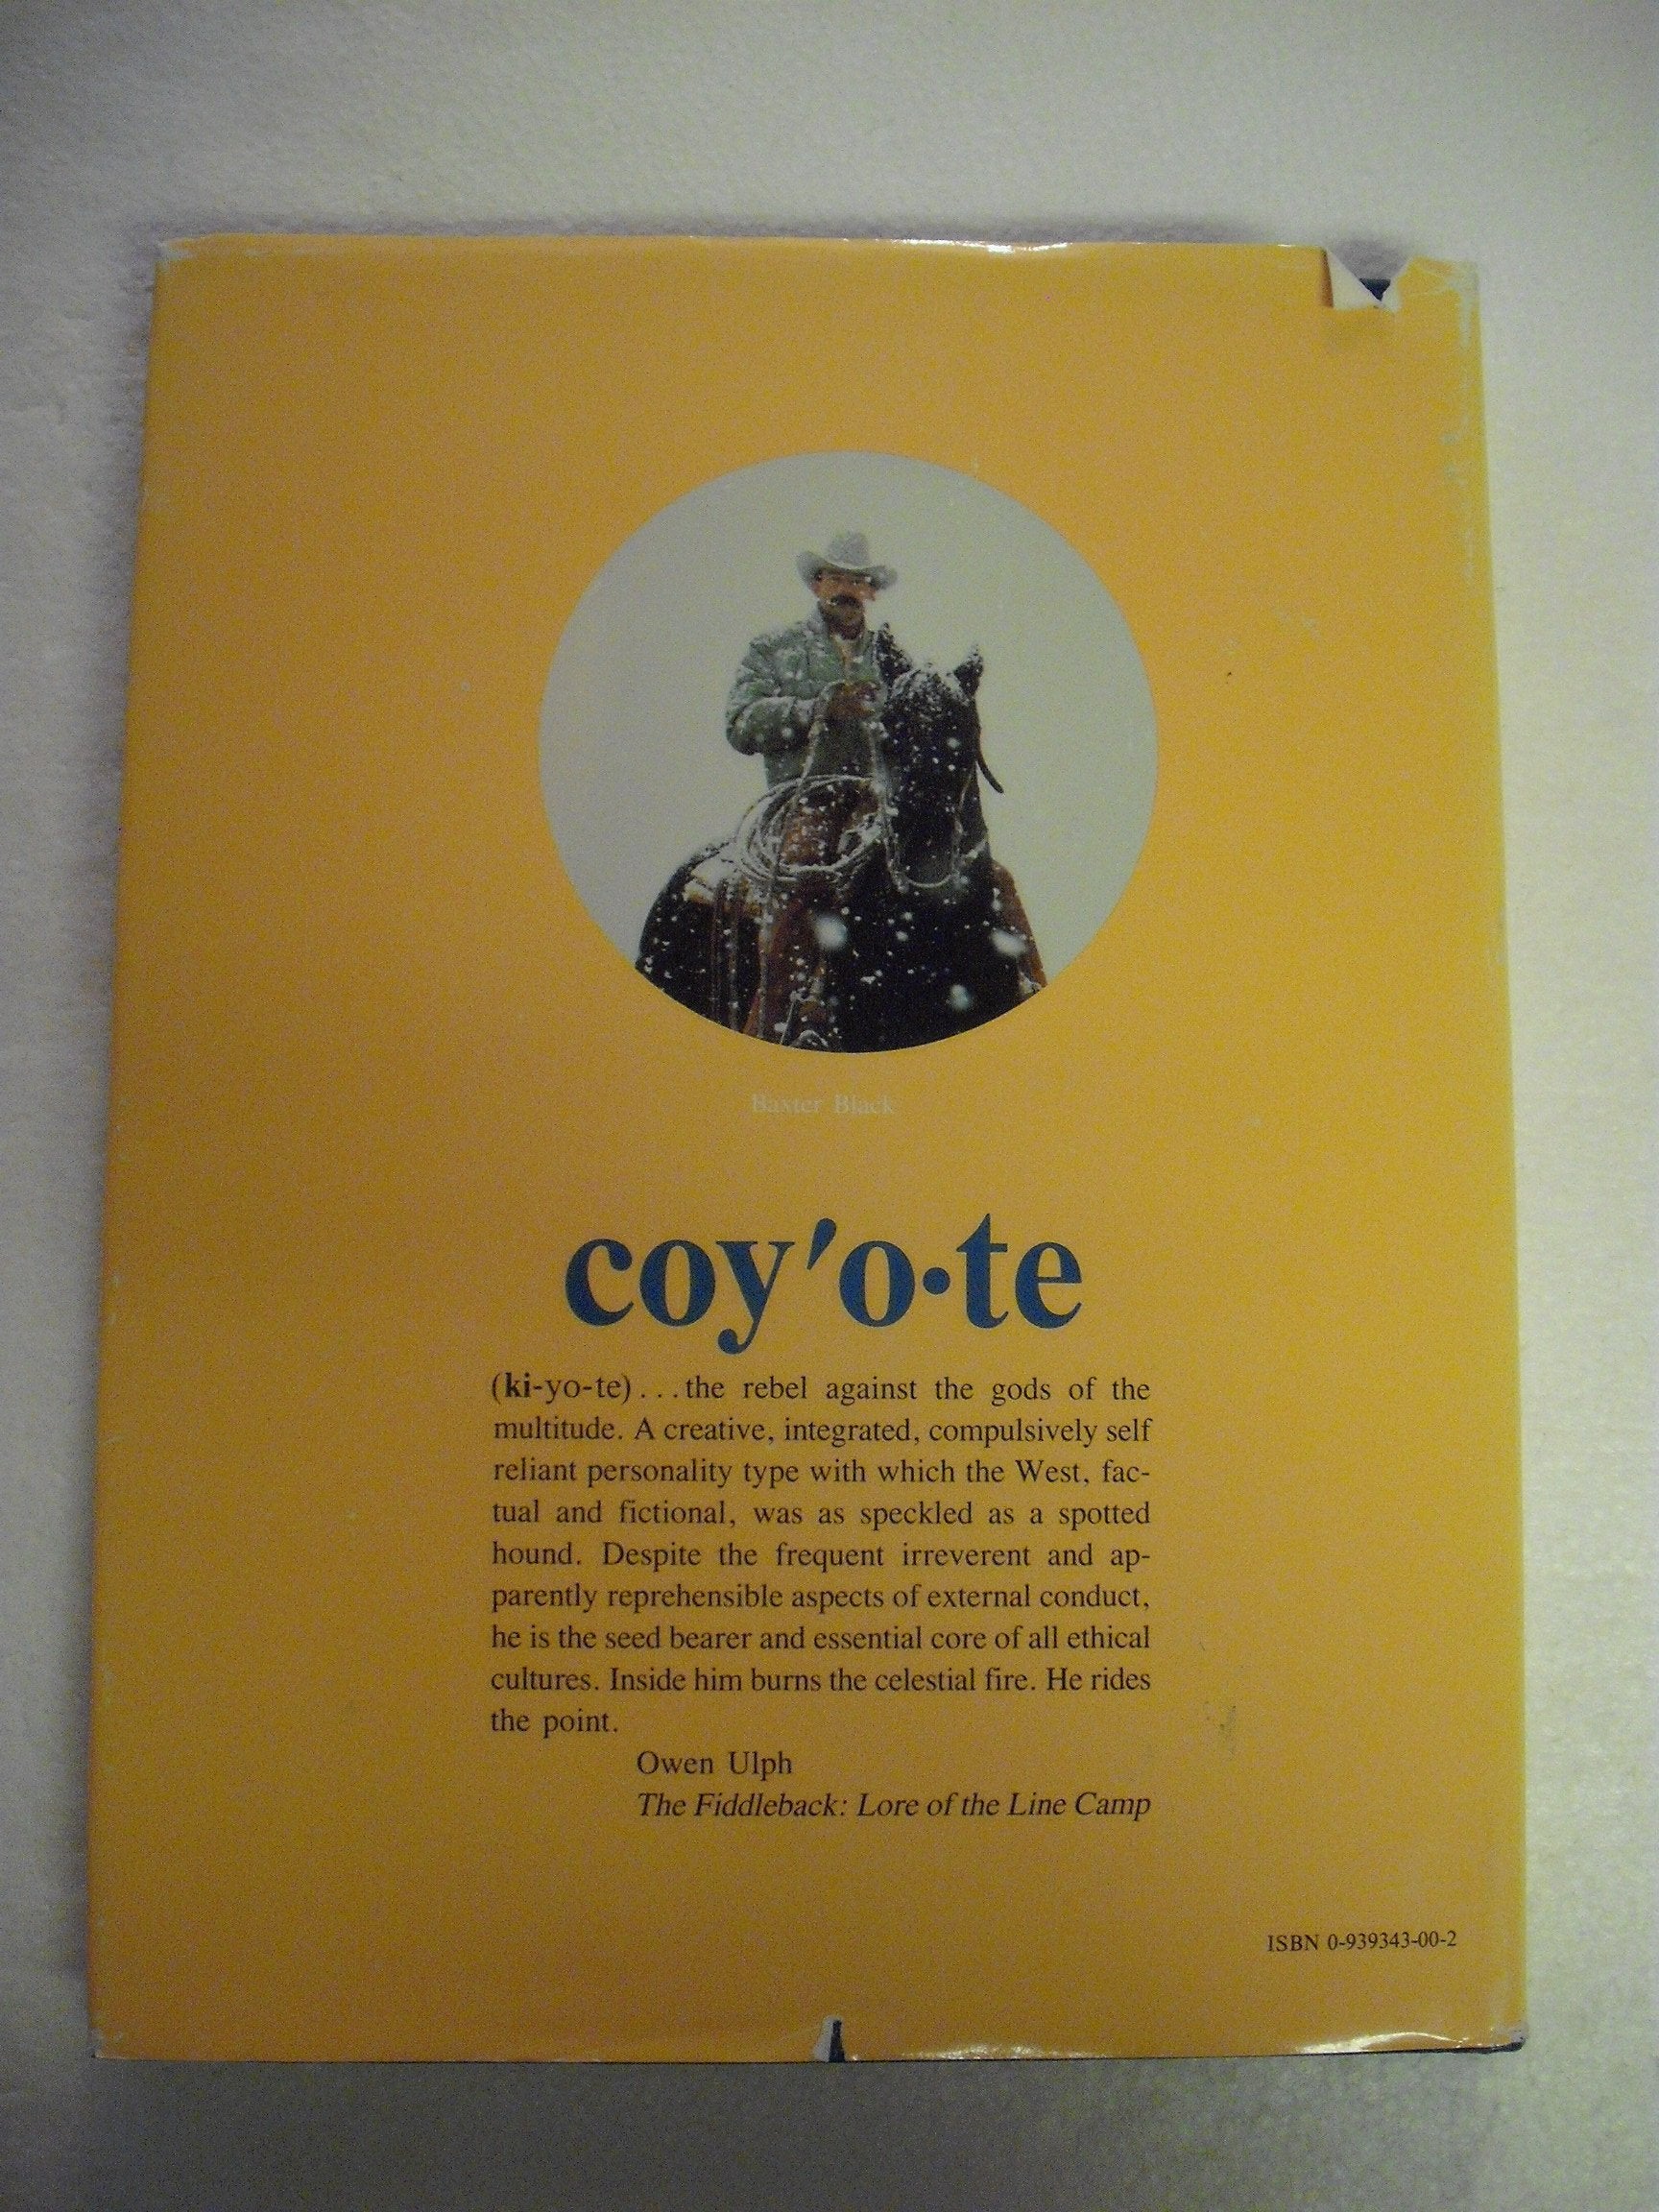 Baxter Black
coy'o·te
(ki-yo-te)...the rebel against the gods of the
multitude. A creative, integrated, compulsively self
reliant personality type with which the West, fac-
tual and fictional, was as speckled as a spotted
hound. Despite the frequent irreverent and ap-
parently reprehensible aspects of external conduct,
he is the seed bearer and essential core of all ethical
cultures. Inside him burns the celestial fire. He rides
the point.
Owen Ulph
The Fiddleback: Lore of the Line Camp
ISBN 0-939343-00-2